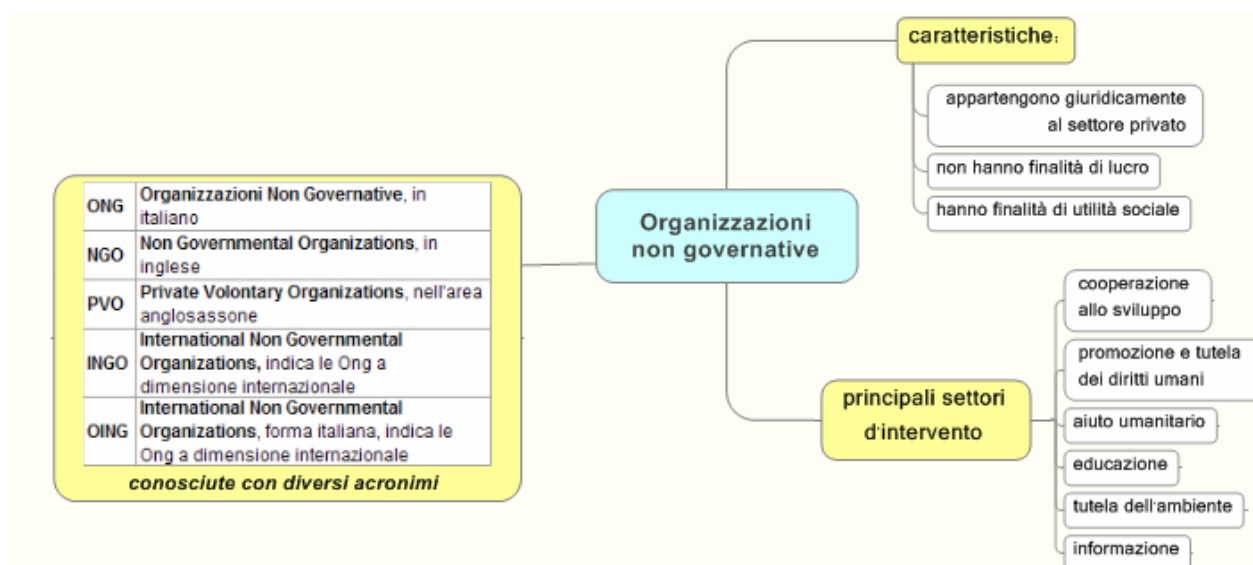 caratteristiche:
appartengono giuridicamente
al settore privato
non hanno finalità di lucro
hanno finalità di utilità sociale
Organizzazioni
non governative
ONG
Organizzazioni Non Governative, in
italiano
NGO
Non Governmental Organizations, in
inglese
PVO
Private Volontary Organizations, nell'area
anglosassone
INGO
International Non Governmental
Organizations, indica le Ong a
dimensione internazionale
OING
International Non Governmental
Organizations, forma italiana, indica le
Ong a dimensione internazionale
conosciute con diversi acronimi
principali settori
d'intervento
cooperazione
allo sviluppo
promozione e tutela
dei diritti umani
aiuto umanitario
educazione
tutela dell'ambiente
informazione